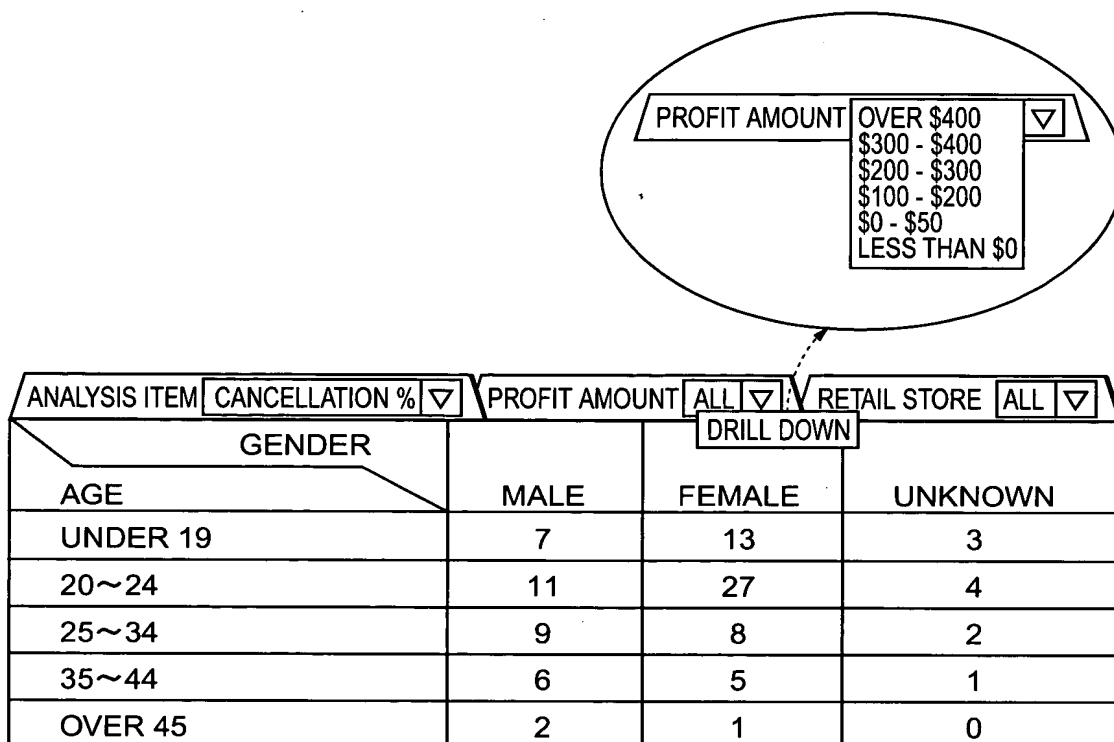 PROFIT AMOUNT OVER $400
$300 - $400
$200 - $300
$100 - $200
$0 - $50
LESS THAN $0
ANALYSIS ITEM CANCELLATION % PROFIT AMOUNT ALL RETAIL STORE ALL
DRILL DOWN
GENDER
AGE MALE FEMALE UNKNOWN
UNDER 19 7 13 3
20~24 11 27 4
25~34 9 8 2
35~44 6 5 1
OVER 45 2 1 0